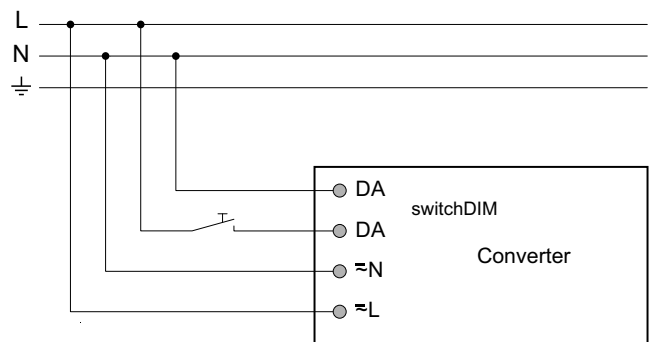 L
N
DA
switchDIM
DA
Converter
≂N
≂L